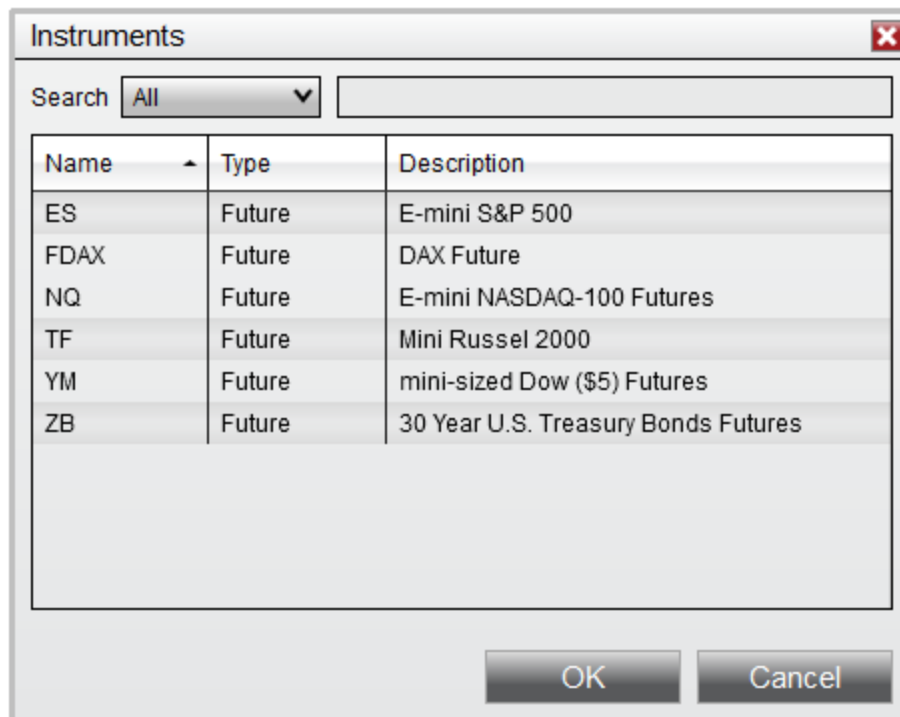 Instruments
Search All
Name Type Description
ES Future E-mini S&P 500
FDAX Future DAX Future
NQ Future E-mini NASDAQ-100 Futures
TF Future Mini Russel 2000
YM Future mini-sized Dow ($5) Futures
ZB Future 30 Year U.S. Treasury Bonds Futures
OK Cancel